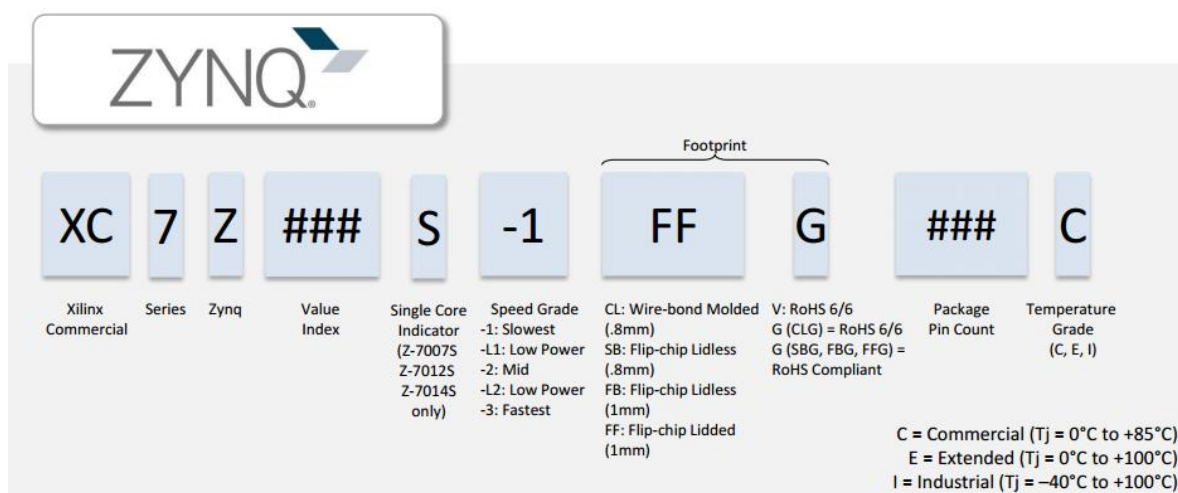 ZYNQ®
Footprint
XC 7 Z ### S -1 FF G ### C
Xilinx
Commercial
Series
Zynq
Value
Index
Single Core
Indicator
(Z-7007S
Z-7012S
Z-7014S
only)
Speed Grade
-1: Slowest
-L1: Low Power
-2: Mid
-L2: Low Power
-3: Fastest
CL: Wire-bond Molded
(.8mm)
SB: Flip-chip Lidless
(.8mm)
FB: Flip-chip Lidless
(1mm)
FF: Flip-chip Lidded
(1mm)
V: RoHS 6/6
G (CLG) = RoHS 6/6
G (SBG, FBG, FFG) =
RoHS Compliant
Package
Pin Count
Temperature
Grade
(C, E, I)
C = Commercial (Tj = 0°C to +85°C)
E = Extended (Tj = 0°C to +100°C)
I = Industrial (Tj = –40°C to +100°C)